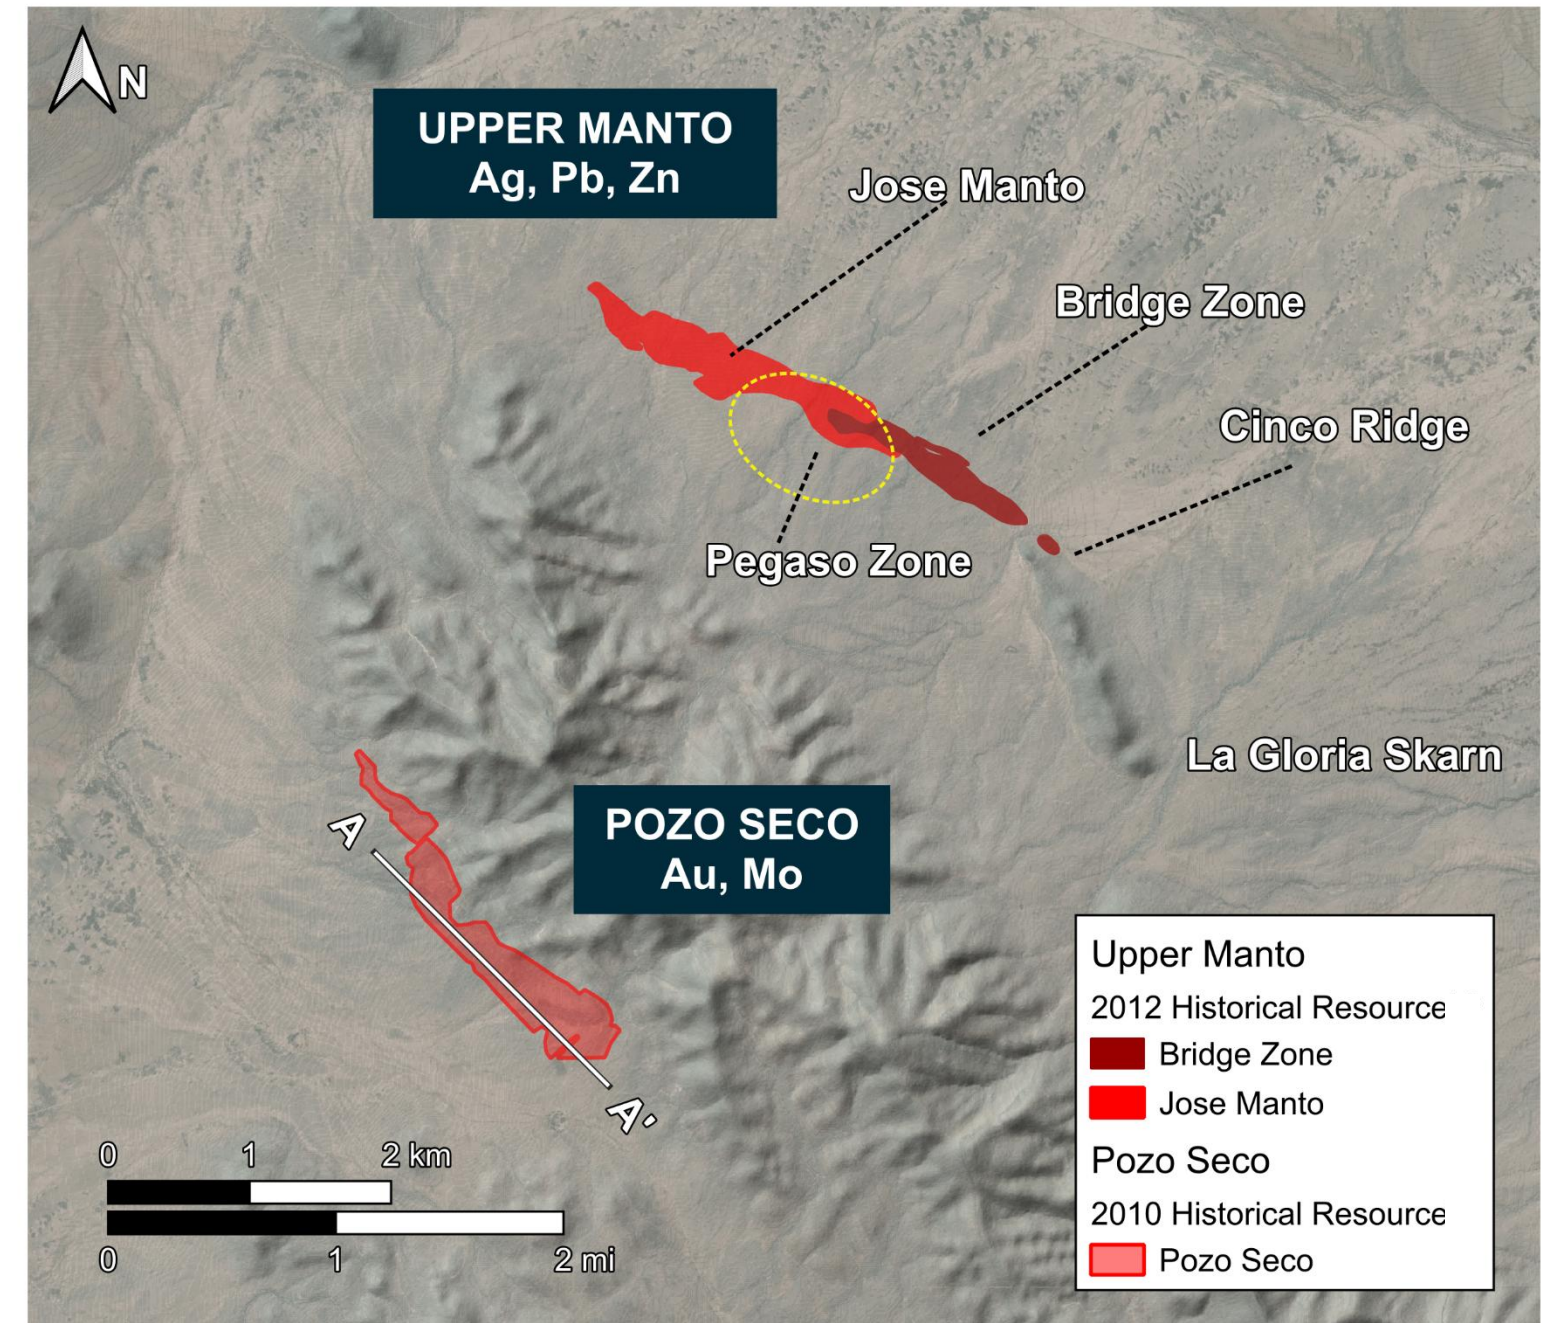 N
UPPER MANTO
Ag, Pb, Zn
Jose Manto
Bridge Zone
Cinco Ridge
Pegaso Zone
La Gloria Skarn
POZO SECO
Au, Mo
A
A'
Upper Manto
2012 Historical Resource
Bridge Zone
Jose Manto
Pozo Seco
2010 Historical Resource
Pozo Seco
0 1 2 km
0 1 2 mi